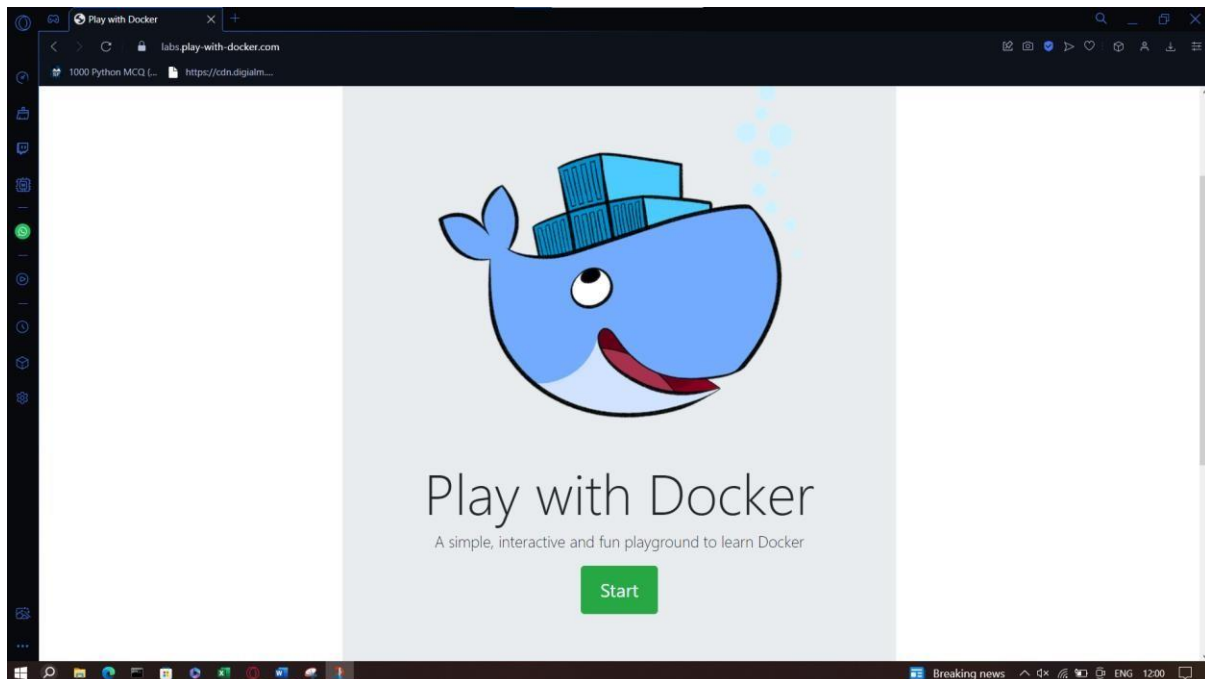 Play with Docker
labs.play-with-docker.com
1000 Python MCQ (...
https://cdn.digialm....
Play with Docker
A simple, interactive and fun playground to learn Docker
Start
Breaking news
ENG
12:00